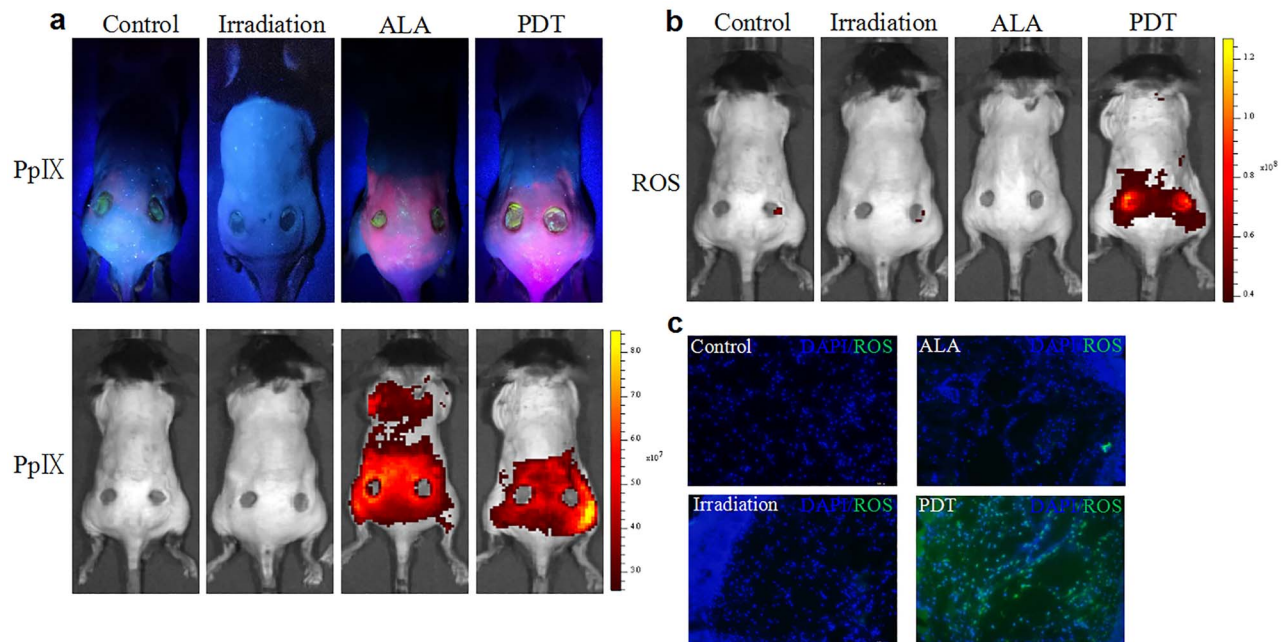 a
Control Irradiation ALA PDT
PpIX
PpIX
80
70
60
x10⁷
50
40
30
b
Control Irradiation ALA PDT
ROS
1.2
1.0
x10⁸
0.8
0.6
0.4
c
Control DAPI/ROS
ALA DAPI/ROS
Irradiation DAPI/ROS
PDT DAPI/ROS